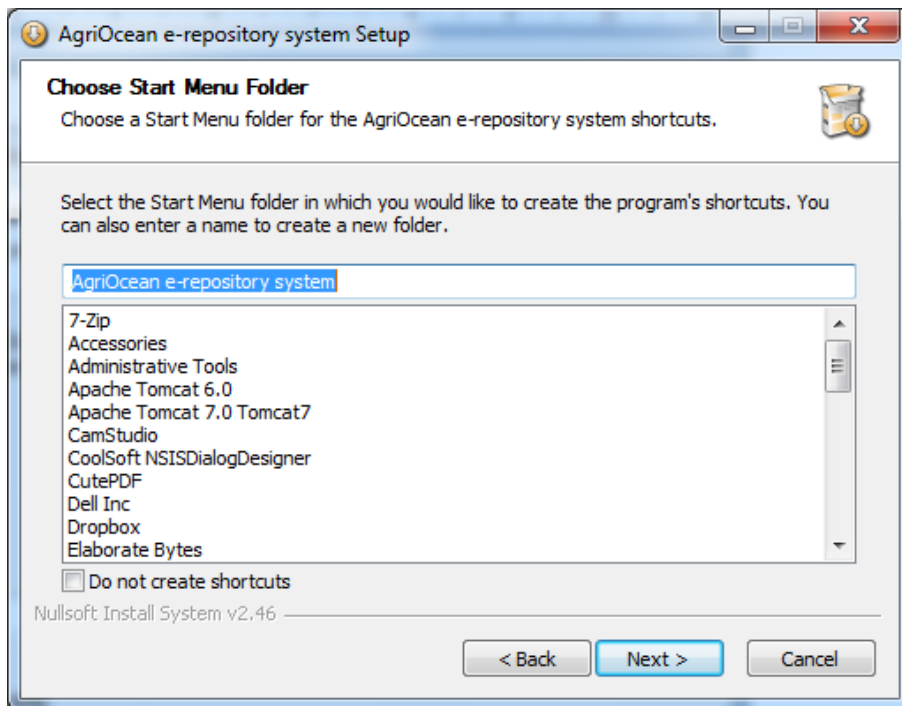 AgriOcean e-repository system Setup
Choose Start Menu Folder
Choose a Start Menu folder for the AgriOcean e-repository system shortcuts.
Select the Start Menu folder in which you would like to create the program's shortcuts. You
can also enter a name to create a new folder.
AgriOcean e-repository system
7-Zip
Accessories
Administrative Tools
Apache Tomcat 6.0
Apache Tomcat 7.0 Tomcat7
CamStudio
CoolSoft NSISDialogDesigner
CutePDF
Dell Inc
Dropbox
Elaborate Bytes
Do not create shortcuts
Nullsoft Install System v2.46
< Back Next > Cancel